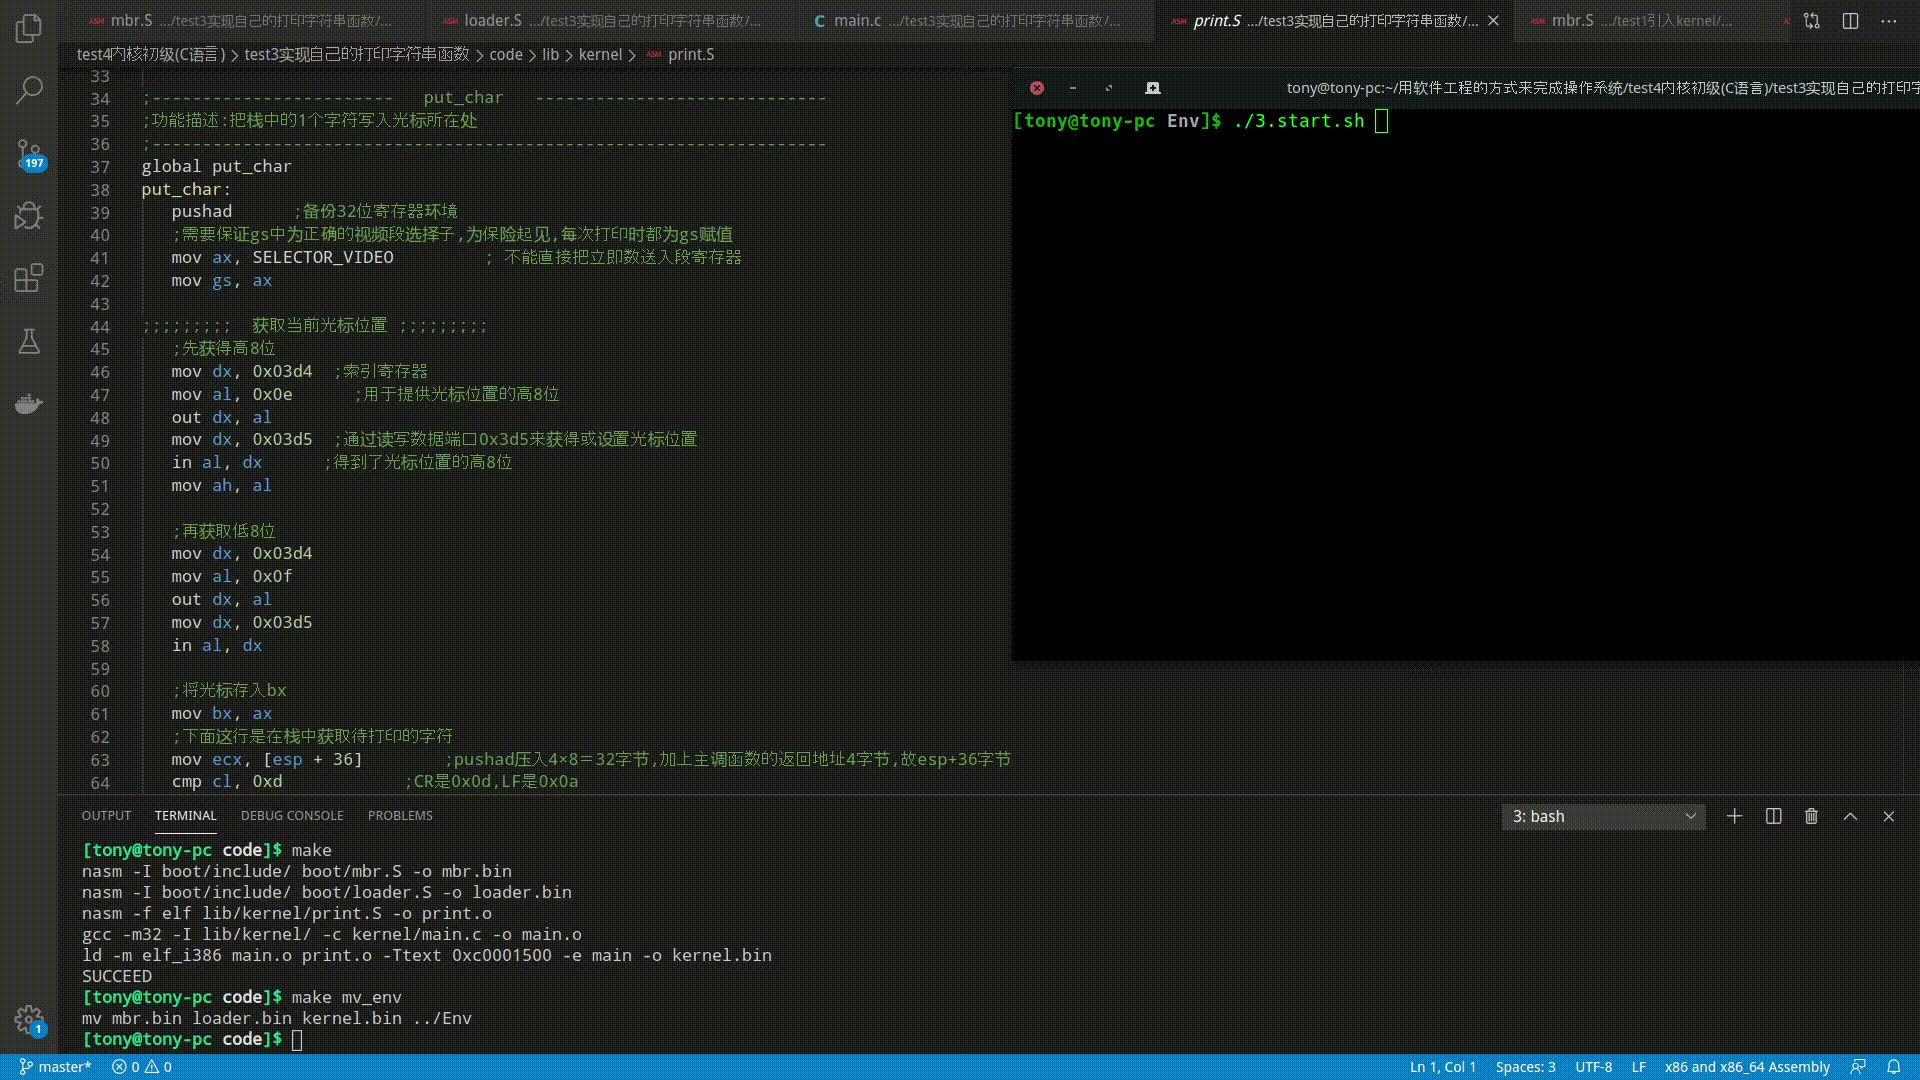 ASM mbr.S .../test3实现自己的打印字符串函数/... ASM loader.S .../test3实现自己的打印字符串函数/... C main.c .../test3实现自己的打印字符串函数/... ASM print.S .../test3实现自己的打印字符串函数/... ASM mbr.S .../test1引入kernel/...
test4内核初级(C语言) > test3实现自己的打印字符串函数 > code > lib > kernel > ASM print.S
33
34 ;------------------------ put_char -----------------------------
35 ;功能描述:把栈中的1个字符写入光标所在处
36 ;-------------------------------------------------------------------
37 global put_char
38 put_char:
39 pushad ;备份32位寄存器环境
40 ;需要保证gs中为正确的视频段选择子,为保险起见,每次打印时都为gs赋值
41 mov ax, SELECTOR_VIDEO ; 不能直接把立即数送入段寄存器
42 mov gs, ax
43
44 ;;;;;;;;; 获取当前光标位置 ;;;;;;;;;
45 ;先获得高8位
46 mov dx, 0x03d4 ;索引寄存器
47 mov al, 0x0e ;用于提供光标位置的高8位
48 out dx, al
49 mov dx, 0x03d5 ;通过读写数据端口0x3d5来获得或设置光标位置
50 in al, dx ;得到了光标位置的高8位
51 mov ah, al
52
53 ;再获取低8位
54 mov dx, 0x03d4
55 mov al, 0x0f
56 out dx, al
57 mov dx, 0x03d5
58 in al, dx
59
60 ;将光标存入bx
61 mov bx, ax
62 ;下面这行是在栈中获取待打印的字符
63 mov ecx, [esp + 36] ;pushad压入4×8＝32字节,加上主调函数的返回地址4字节,故esp+36字节
64 cmp cl, 0xd ;CR是0x0d,LF是0x0a
tony@tony-pc:~/用软件工程的方式来完成操作系统/test4内核初级(C语言)/test3实现自己的打印字
[tony@tony-pc Env]$ ./3.start.sh
197
1
OUTPUT TERMINAL DEBUG CONSOLE PROBLEMS 3: bash
[tony@tony-pc code]$ make
nasm -I boot/include/ boot/mbr.S -o mbr.bin
nasm -I boot/include/ boot/loader.S -o loader.bin
nasm -f elf lib/kernel/print.S -o print.o
gcc -m32 -I lib/kernel/ -c kernel/main.c -o main.o
ld -m elf_i386 main.o print.o -Ttext 0xc0001500 -e main -o kernel.bin
SUCCEED
[tony@tony-pc code]$ make mv_env
mv mbr.bin loader.bin kernel.bin ../Env
[tony@tony-pc code]$
master* 0 0 Ln 1, Col 1 Spaces: 3 UTF-8 LF x86 and x86_64 Assembly